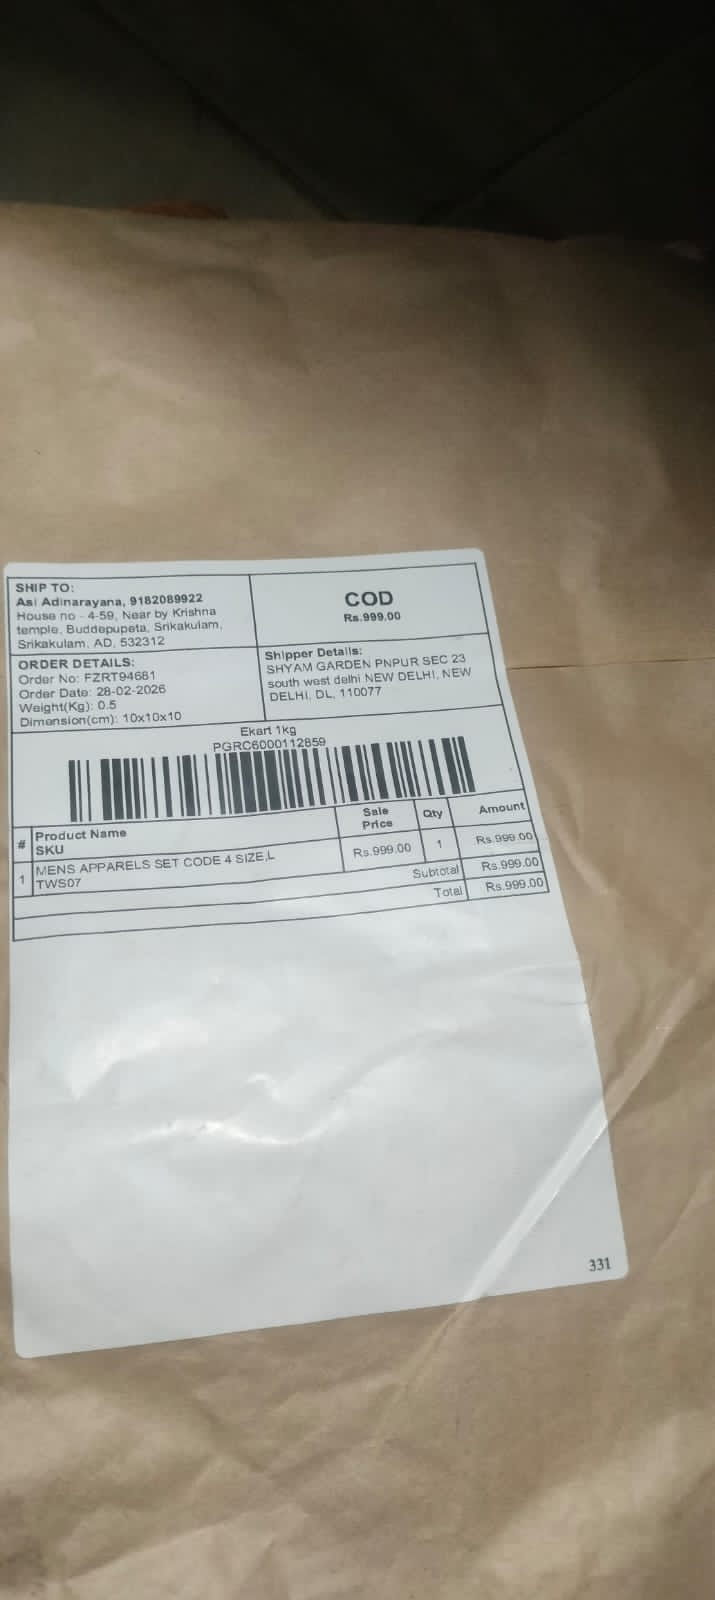 SHIP TO:
Asi Adinarayana, 9182089922
House no - 4-59, Near by Krishna
temple, Buddepupeta, Srikakulam,
Srikakulam, AD, 532312
COD
Rs.999.00
ORDER DETAILS:
Order No: FZRT94681
Order Date: 28-02-2026
Weight(Kg): 0.5
Dimension(cm): 10x10x10
Shipper Details:
SHYAM GARDEN PNPUR SEC 23
south west delhi NEW DELHI, NEW
DELHI, DL, 110077
Ekart 1kg
PGRC6000112859
# Product Name SKU Sale Price Qty Amount
1 MENS APPARELS SET CODE 4 SIZE,L TWS07 Rs.999.00 1 Rs.999.00
Subtotal Rs.999.00
Total Rs.999.00
331